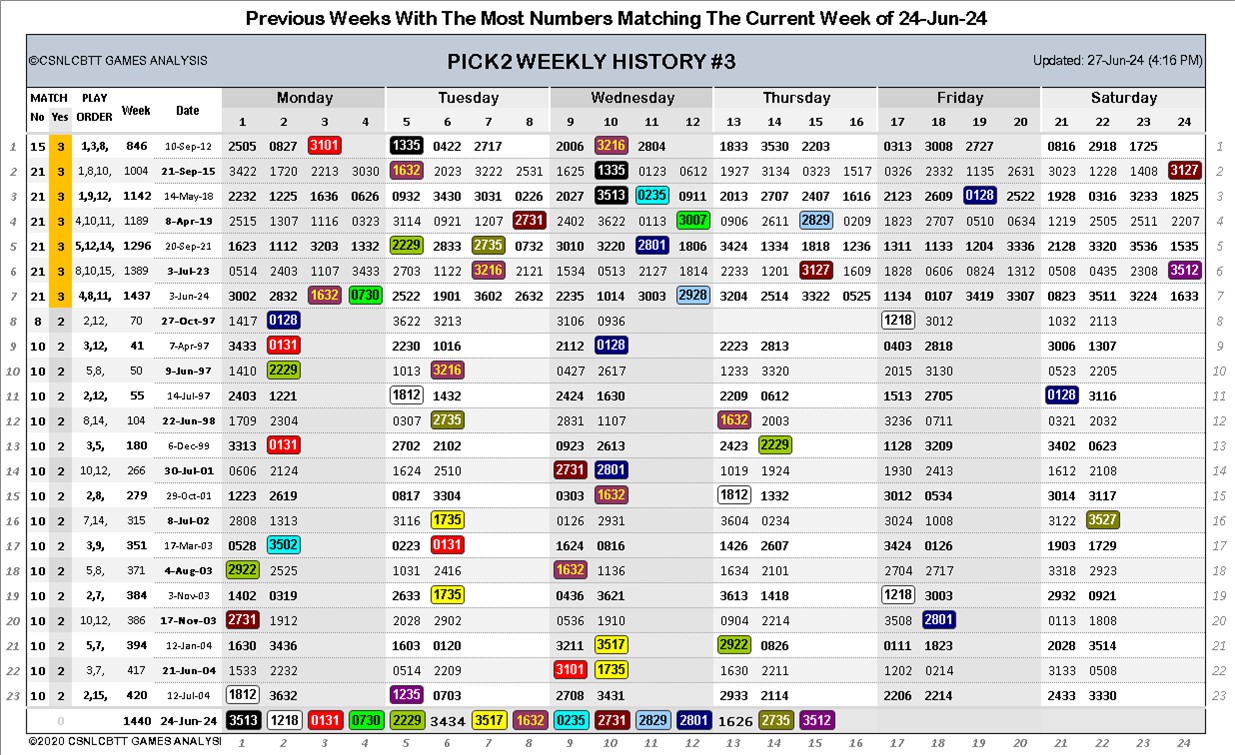 Previous Weeks With The Most Numbers Matching The Current Week of 24-Jun-24
©CSNLCBTT GAMES ANALYSIS PICK2 WEEKLY HISTORY #3 Updated: 27-Jun-24 (4:16 PM)
MATCH PLAY Week Date Monday Tuesday Wednesday Thursday Friday Saturday
No Yes ORDER 1 2 3 4 5 6 7 8 9 10 11 12 13 14 15 16 17 18 19 20 21 22 23 24
1 15 3 1,3,8, 846 10-Sep-12 2505 0827 3101 1335 0422 2717 2006 3216 2804 1833 3530 2203 0313 3008 2727 0816 2918 1725 1
2 21 3 1,8,10, 1004 21-Sep-15 3422 1720 2213 3030 1632 2023 3222 2531 1625 1335 0123 0612 1927 3134 0323 1517 0326 2332 1135 2631 3023 1228 1408 3127 2
3 21 3 1,9,12, 1142 14-May-18 2232 1225 1636 0626 0932 3430 3031 0226 2027 3513 0235 0911 2013 2707 2407 1616 2123 2609 0128 2522 1928 0316 3233 1825 3
4 21 3 4,10,11, 1189 8-Apr-19 2515 1307 1116 0323 3114 0921 1207 2731 2402 3622 0113 3007 0906 2611 2829 0209 1823 2707 0510 0634 1219 2505 2511 2207 4
5 21 3 5,12,14, 1296 20-Sep-21 1623 1112 3203 1332 2229 2833 2735 0732 3010 3220 2801 1806 3424 1334 1818 1236 1311 1133 1204 3336 2128 3320 3536 1535 5
6 21 3 8,10,15, 1389 3-Jul-23 0514 2403 1107 3433 2703 1122 3216 2121 1534 0513 2127 1814 2233 1201 3127 1609 1828 0606 0824 1312 0508 0435 2308 3512 6
7 21 3 4,8,11, 1437 3-Jun-24 3002 2832 1632 0730 2522 1901 3602 2632 2235 1014 3003 2928 3204 2514 3322 0525 1134 0107 3419 3307 0823 3511 3224 1633 7
8 8 2 2,12, 70 27-Oct-97 1417 0128 3622 3213 3106 0936 1218 3012 1032 2113 8
9 10 2 3,12, 41 7-Apr-97 3433 0131 2230 1016 2112 0128 2223 2813 0403 2818 3006 1307 9
10 10 2 5,8, 50 9-Jun-97 1410 2229 1013 3216 0427 2617 1233 3320 2015 3130 0523 2205 10
11 10 2 2,12, 55 14-Jul-97 2403 1221 1812 1432 2424 1630 2209 0612 1513 2705 0128 3116 11
12 10 2 8,14, 104 22-Jun-98 1709 2304 0307 2735 2831 1107 1632 2003 3236 0711 0321 2032 12
13 10 2 3,5, 180 6-Dec-99 3313 0131 2702 2102 0923 2613 2423 2229 1128 3209 3402 0623 13
14 10 2 10,12, 266 30-Jul-01 0606 2124 1624 2510 2731 2801 1019 1924 1930 2413 1612 2108 14
15 10 2 2,8, 279 29-Oct-01 1223 2619 0817 3304 0303 1632 1812 1332 3012 0534 3014 3117 15
16 10 2 7,14, 315 8-Jul-02 2808 1313 3116 1735 0126 2931 3604 0234 3024 1008 3122 3527 16
17 10 2 3,9, 351 17-Mar-03 0528 3502 0223 0131 1624 0816 1426 2607 3424 0126 1903 1729 17
18 10 2 5,8, 371 4-Aug-03 2922 2525 1031 2416 1632 1136 1634 2101 2704 2717 3318 2923 18
19 10 2 2,7, 384 3-Nov-03 1402 0319 2633 1735 0436 3621 3613 1418 1218 3003 2932 0921 19
20 10 2 10,12, 386 17-Nov-03 2731 1912 2028 2902 0536 1910 0904 2214 3508 2801 0113 1808 20
21 10 2 5,7, 394 12-Jan-04 1630 3436 1603 0120 3211 3517 2922 0826 0111 1823 2028 3514 21
22 10 2 3,7, 417 21-Jun-04 1533 2232 0514 2209 3101 1735 1630 2211 1202 0214 3133 0508 22
23 10 2 2,15, 420 12-Jul-04 1812 3632 1235 0703 2708 3431 2933 2114 2206 2214 2433 3330 23
0 1440 24-Jun-24 3513 1218 0131 0730 2229 3434 3517 1632 0235 2731 2829 2801 1626 2735 3512
©2020 CSNLCBTT GAMES ANALYSI 1 2 3 4 5 6 7 8 9 10 11 12 13 14 15 16 17 18 19 20 21 22 23 24